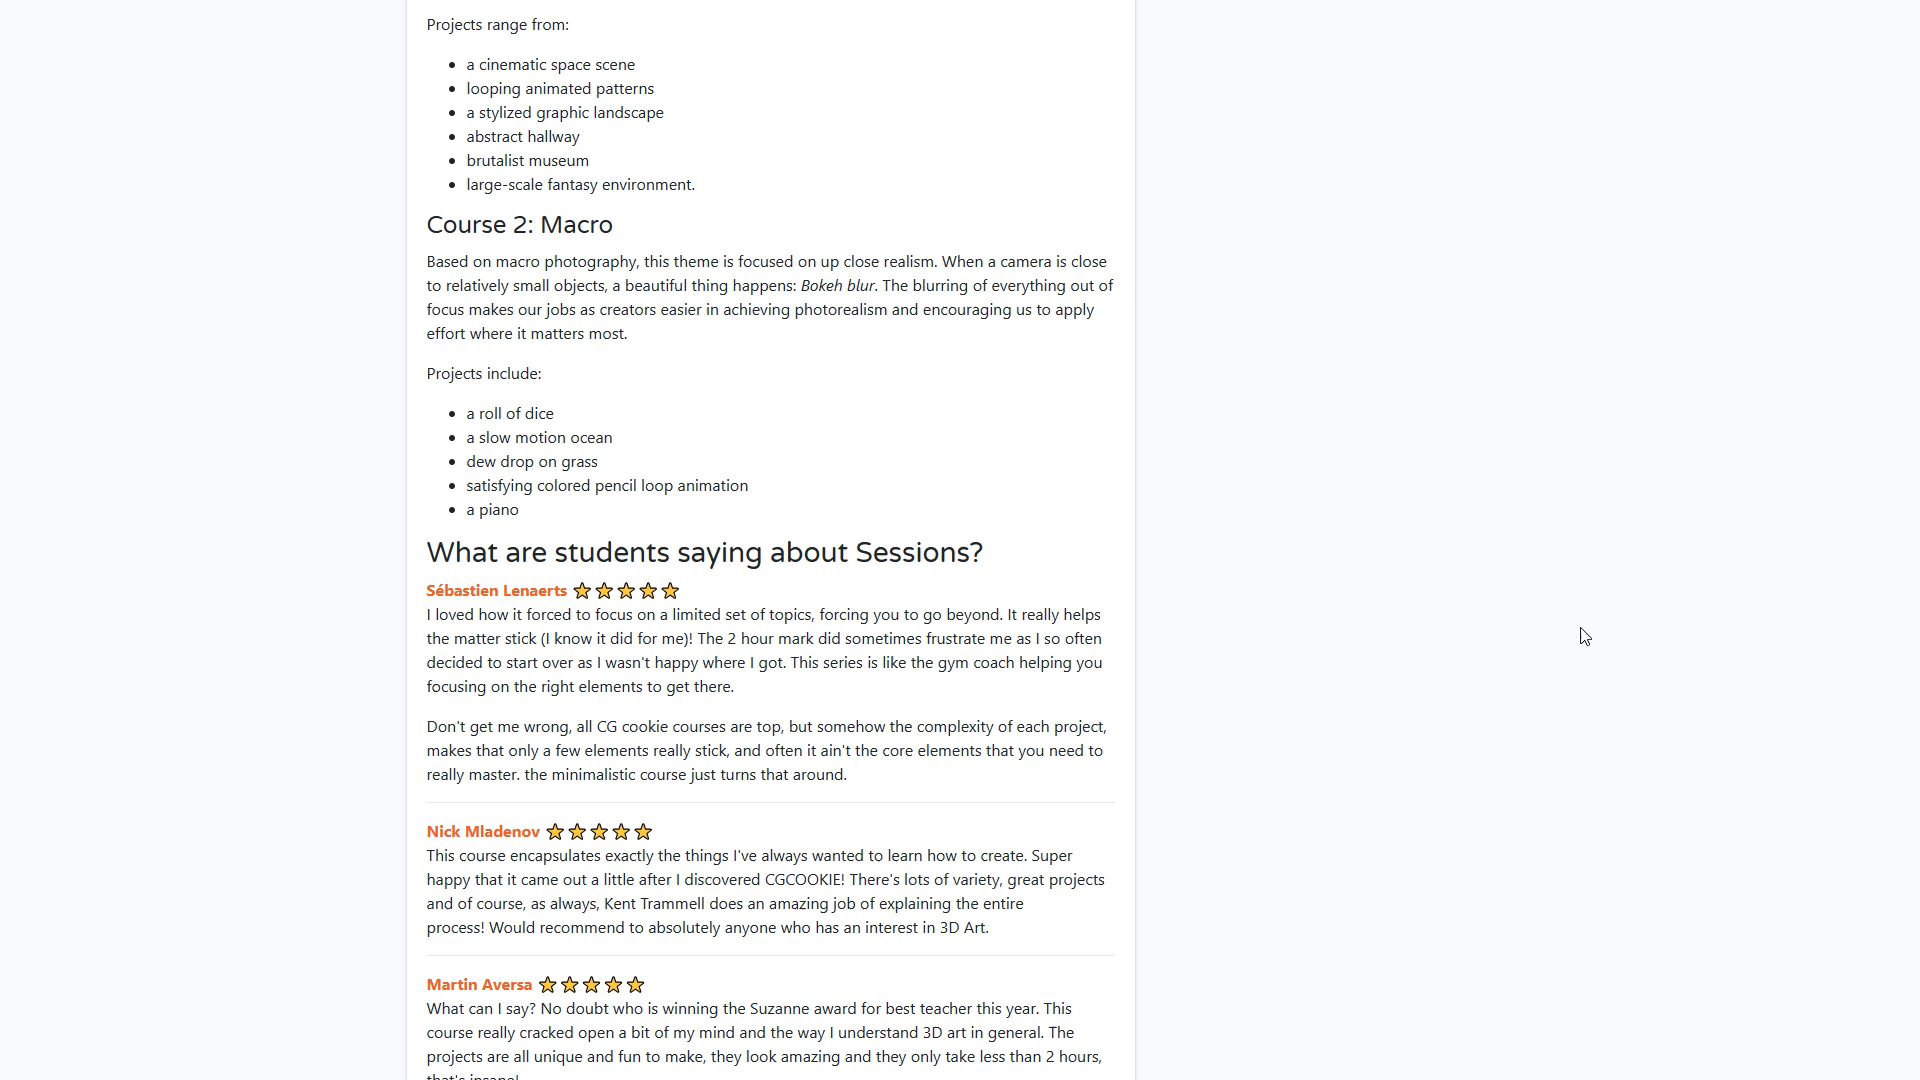 Projects range from:
a cinematic space scene
looping animated patterns
a stylized graphic landscape
abstract hallway
brutalist museum
large-scale fantasy environment.
Course 2: Macro
Based on macro photography, this theme is focused on up close realism. When a camera is close
to relatively small objects, a beautiful thing happens: Bokeh blur. The blurring of everything out of
focus makes our jobs as creators easier in achieving photorealism and encouraging us to apply
effort where it matters most.
Projects include:
a roll of dice
a slow motion ocean
dew drop on grass
satisfying colored pencil loop animation
a piano
What are students saying about Sessions?
Sébastien Lenaerts
I loved how it forced to focus on a limited set of topics, forcing you to go beyond. It really helps
the matter stick (I know it did for me)! The 2 hour mark did sometimes frustrate me as I so often
decided to start over as I wasn't happy where I got. This series is like the gym coach helping you
focusing on the right elements to get there.
Don't get me wrong, all CG cookie courses are top, but somehow the complexity of each project,
makes that only a few elements really stick, and often it ain't the core elements that you need to
really master. the minimalistic course just turns that around.
Nick Mladenov
This course encapsulates exactly the things I've always wanted to learn how to create. Super
happy that it came out a little after I discovered CGCOOKIE! There's lots of variety, great projects
and of course, as always, Kent Trammell does an amazing job of explaining the entire
process! Would recommend to absolutely anyone who has an interest in 3D Art.
Martin Aversa
What can I say? No doubt who is winning the Suzanne award for best teacher this year. This
course really cracked open a bit of my mind and the way I understand 3D art in general. The
projects are all unique and fun to make, they look amazing and they only take less than 2 hours,
that's insane!